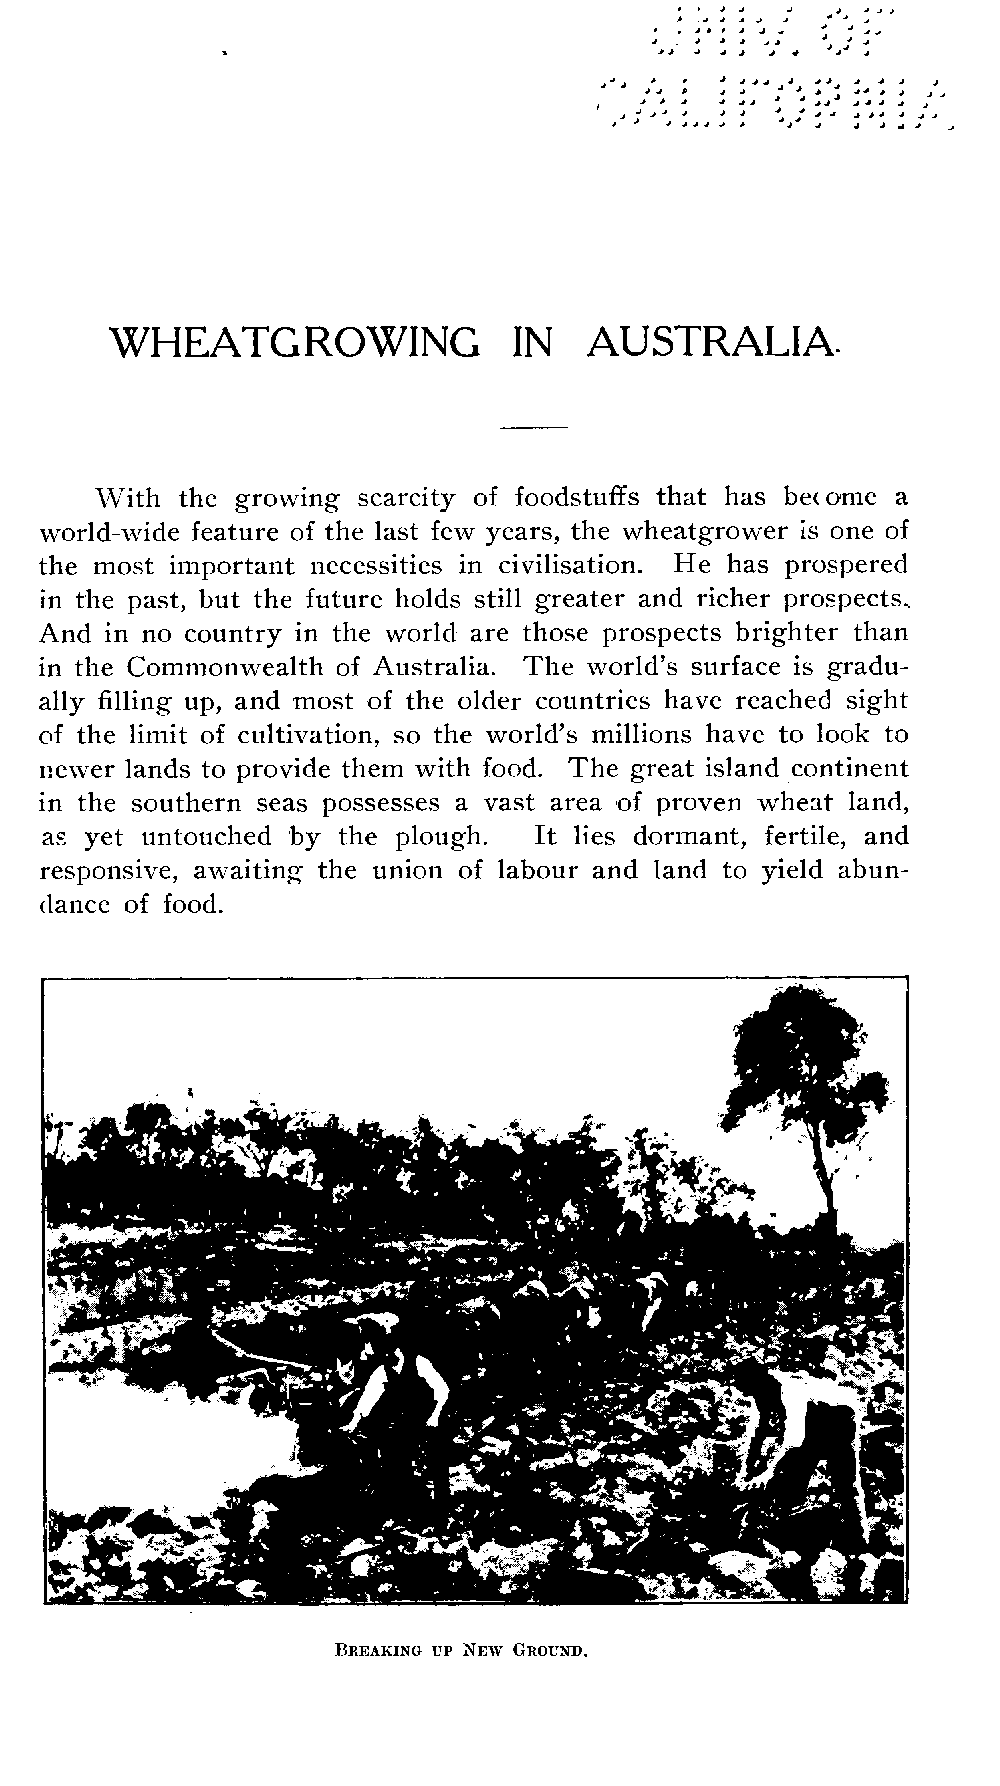 UNIV. OF
CALIFORNIA
WHEATGROWING IN AUSTRALIA.
With the growing scarcity of foodstuffs that has become a
world-wide feature of the last few years, the wheatgrower is one of
the most important necessities in civilisation. He has prospered
in the past, but the future holds still greater and richer prospects.
And in no country in the world are those prospects brighter than
in the Commonwealth of Australia. The world's surface is gradu-
ally filling up, and most of the older countries have reached sight
of the limit of cultivation, so the world's millions have to look to
newer lands to provide them with food. The great island continent
in the southern seas possesses a vast area of proven wheat land,
as yet untouched by the plough. It lies dormant, fertile, and
responsive, awaiting the union of labour and land to yield abun-
dance of food.
BREAKING UP NEW GROUND.